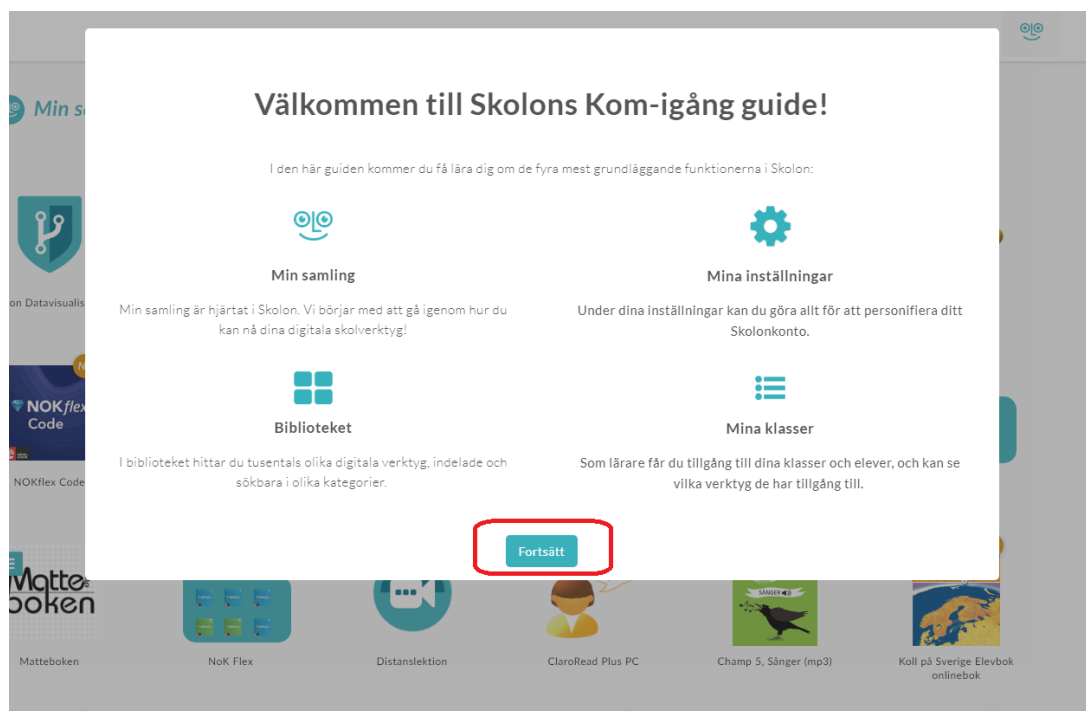 Min s
Välkommen till Skolons Kom-igång guide!
I den här guiden kommer du få lära dig om de fyra mest grundläggande funktionerna i Skolon:
Min samling
Min samling är hjärtat i Skolon. Vi börjar med att gå igenom hur du
kan nå dina digitala skolverktyg!
Mina inställningar
Under dina inställningar kan du göra allt för att personifiera ditt
Skolonkonto.
Biblioteket
I biblioteket hittar du tusentals olika digitala verktyg, indelade och
sökbara i olika kategorier.
Mina klasser
Som lärare får du tillgång till dina klasser och elever, och kan se
vilka verktyg de har tillgång till.
Fortsätt
on Datavisualis
N
NOKflex
Code
NOKflex Code
Matte
boken
SÅNGER
Matteboken
NoK Flex
Distanslektion
ClaroRead Plus PC
Champ 5, Sånger (mp3)
Koll på Sverige Elevbok
onlinebok